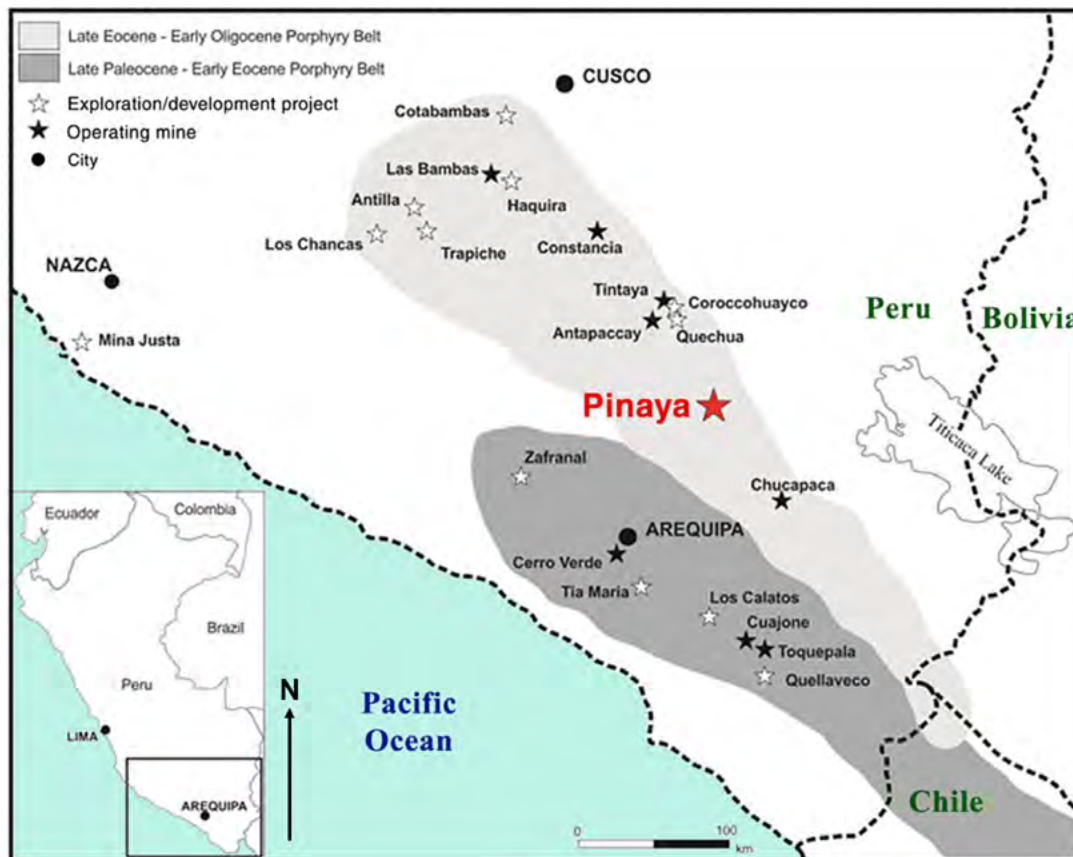 Late Eocene - Early Oligocene Porphyry Belt
Late Paleocene - Early Eocene Porphyry Belt
Exploration/development project
Operating mine
City
CUSCO
Cotabambas
Las Bambas
Haquira
Antilla
Los Chancas
Trapiche
Constancia
NAZCA
Mina Justa
Tintaya
Coroccohuayco
Antapaccay
Quechua
Peru
Bolivia
Pinaya
Titicaca Lake
Zafranal
Chucapaca
AREQUIPA
Cerro Verde
Tia Maria
Los Calatos
Cuajone
Toquepala
Quellaveco
Pacific
Ocean
Chile
N
0
100
km
Ecuador
Colombia
Brazil
Peru
LIMA
AREQUIPA